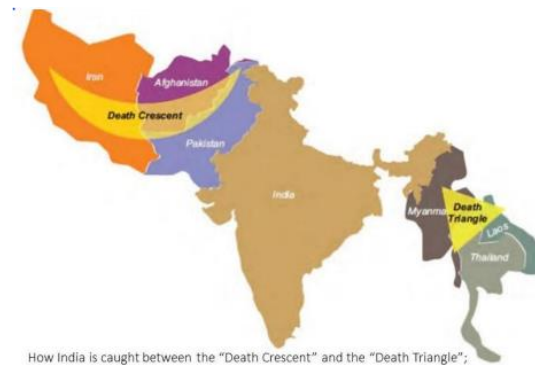 Iran
Afghanistan
Death Crescent
Pakistan
India
Myanma
Death
Triangle
Laos
Thailand
How India is caught between the “Death Crescent” and the “Death Triangle”;